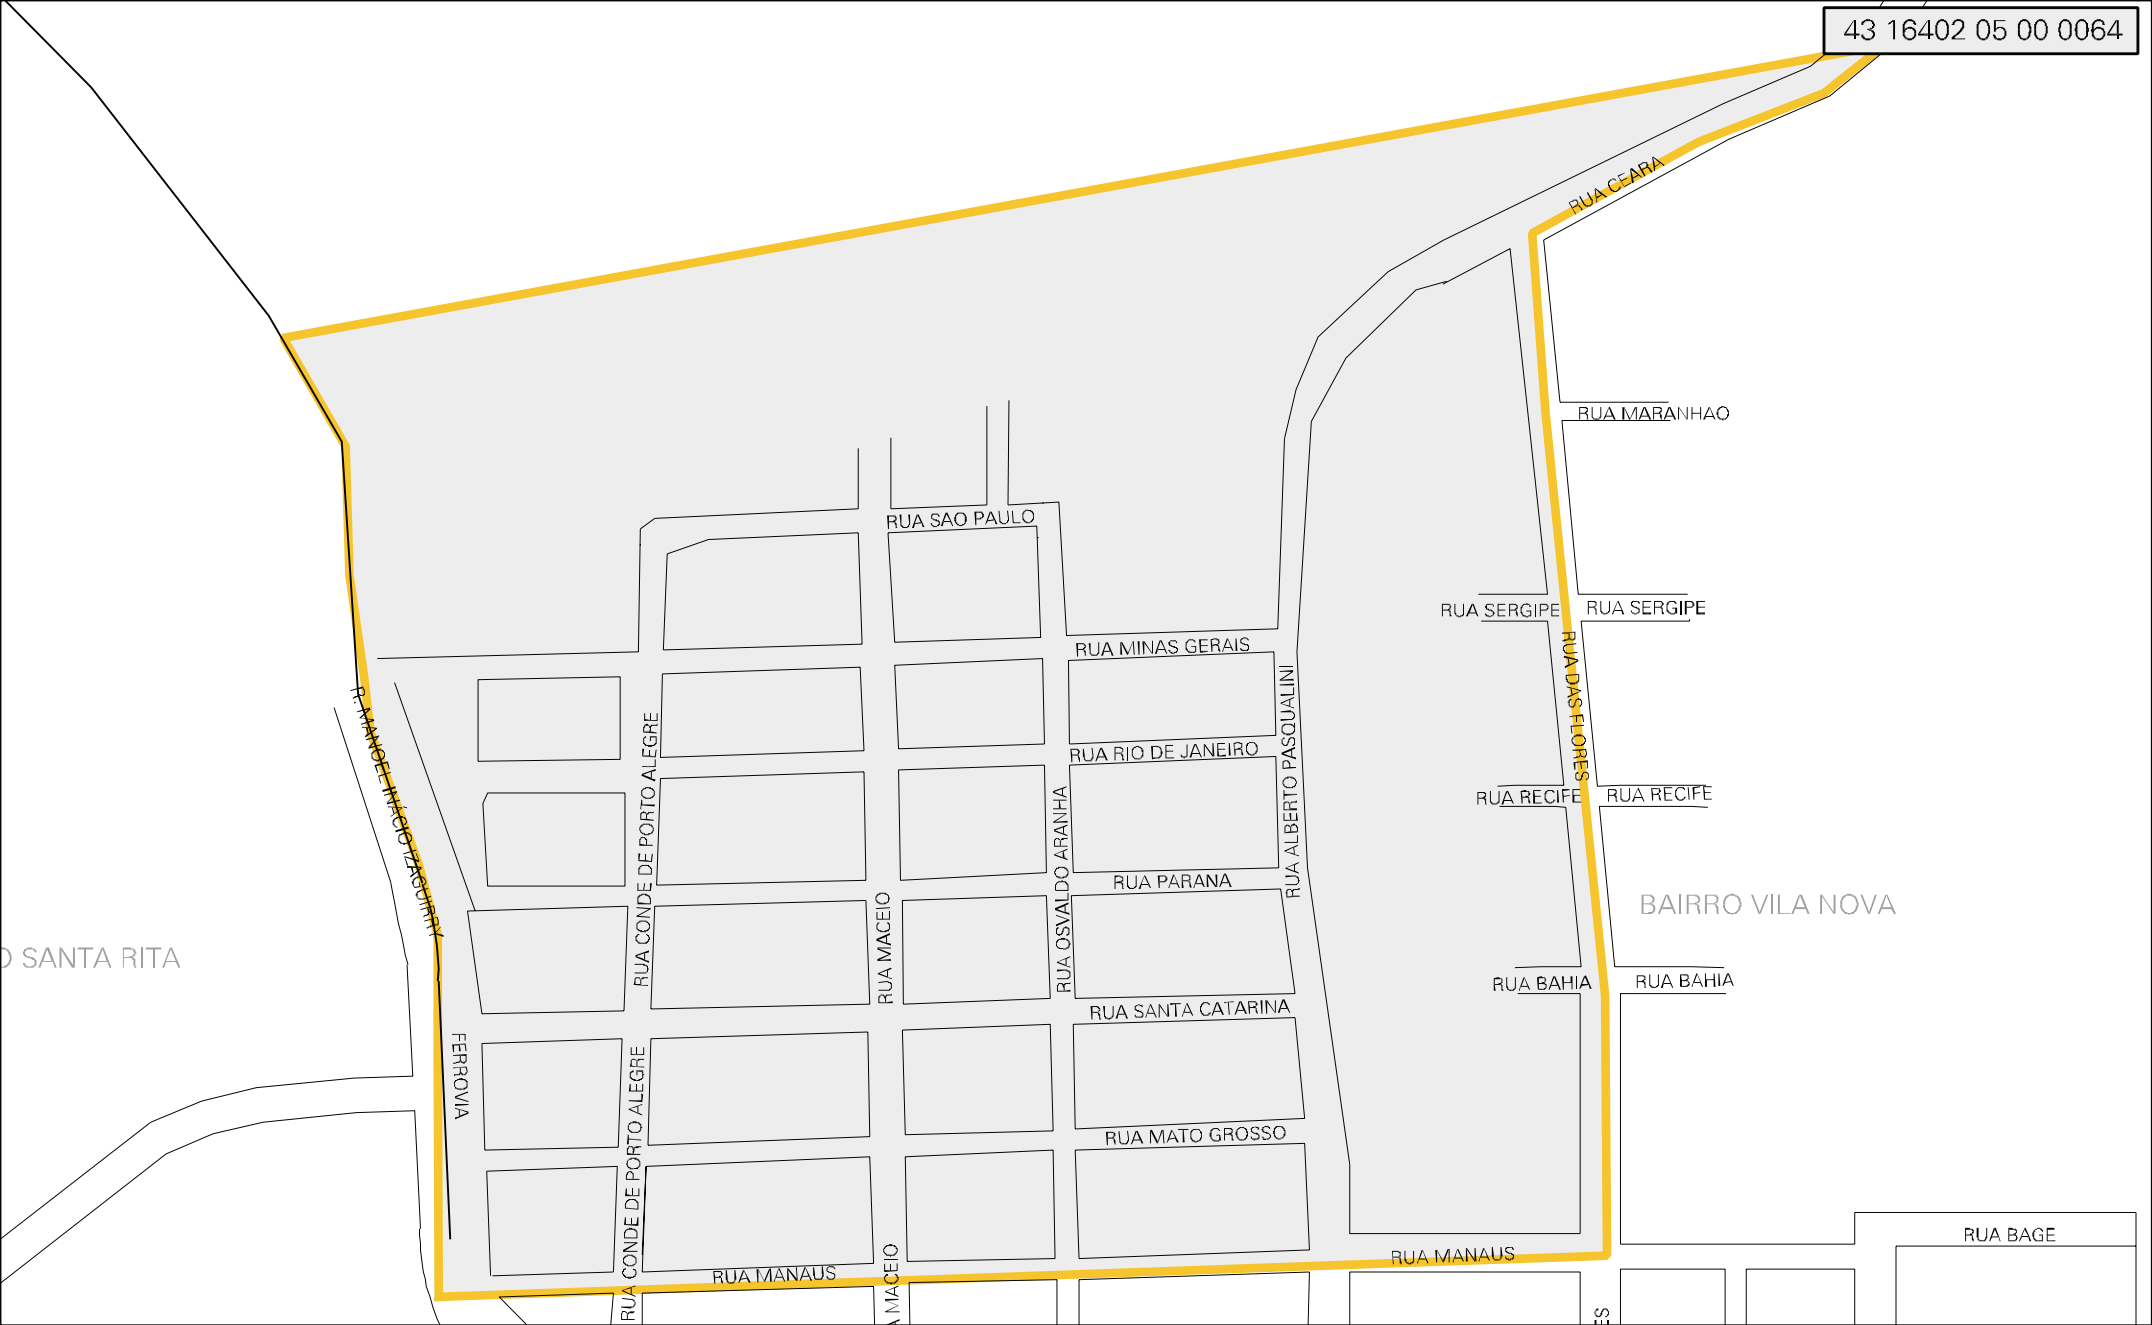 43 16402 05 00 0064
RUA CEARA
RUA MARANHAO
RUA SAO PAULO
RUA SERGIPE
RUA SERGIPE
RUA MINAS GERAIS
RUA DAS FLORES
RUA ALBERTO PASQUALINI
R. MANOEL INÁCIO IZAGUIRRY
RUA CONDE DE PORTO ALEGRE
RUA RIO DE JANEIRO
RUA OSVALDO ARANHA
RUA RECIFE
RUA RECIFE
RUA PARANA
RUA MACEIO
BAIRRO VILA NOVA
O SANTA RITA
RUA BAHIA
RUA BAHIA
RUA SANTA CATARINA
FERROVIA
RUA CONDE DE PORTO ALEGRE
RUA MATO GROSSO
RUA BAGE
RUA MANAUS
RUA MANAUS
A MACEIO
ES